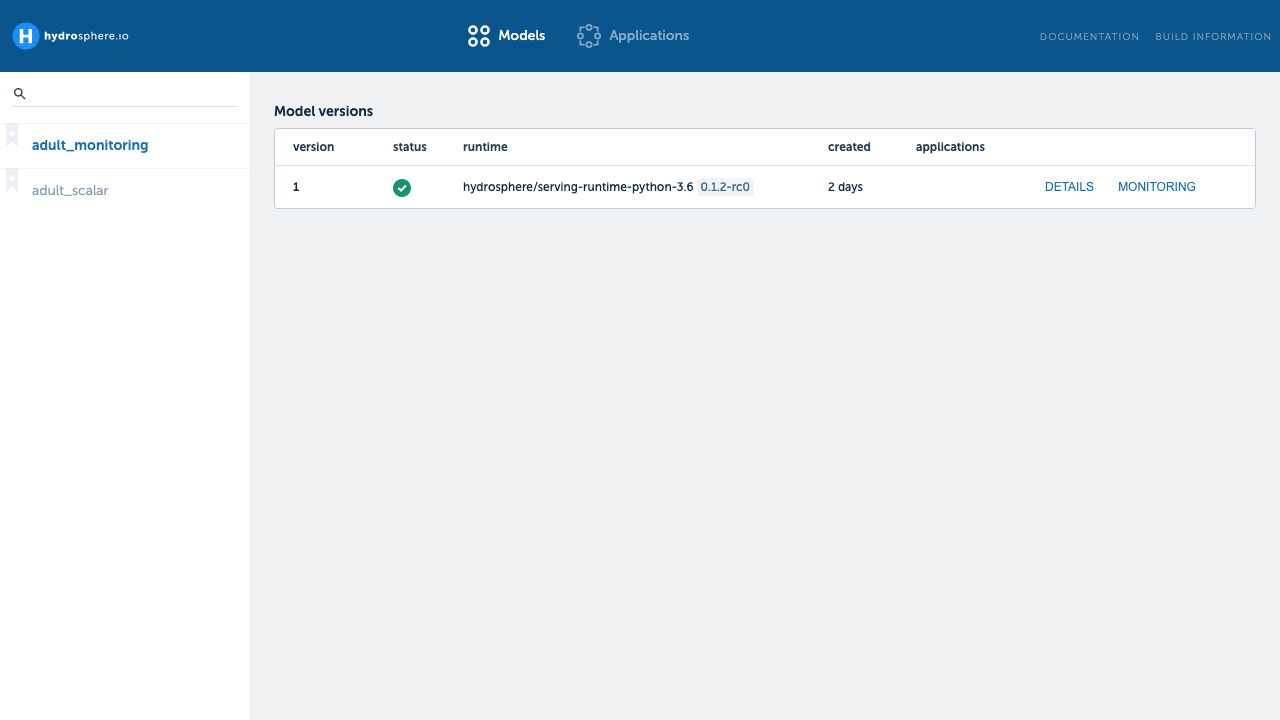 H hydrosphere.io
Models
Applications
DOCUMENTATION
BUILD INFORMATION
adult_monitoring
adult_scalar
Model versions
version status runtime created applications
1 hydrosphere/serving-runtime-python-3.6 0.1.2-rc0 2 days DETAILS MONITORING